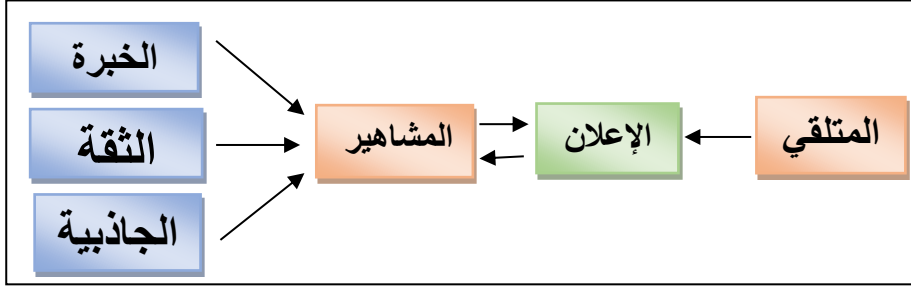 الخبرة
الثقة
الجاذبية
المشاهير
الإعلان
المتلقي